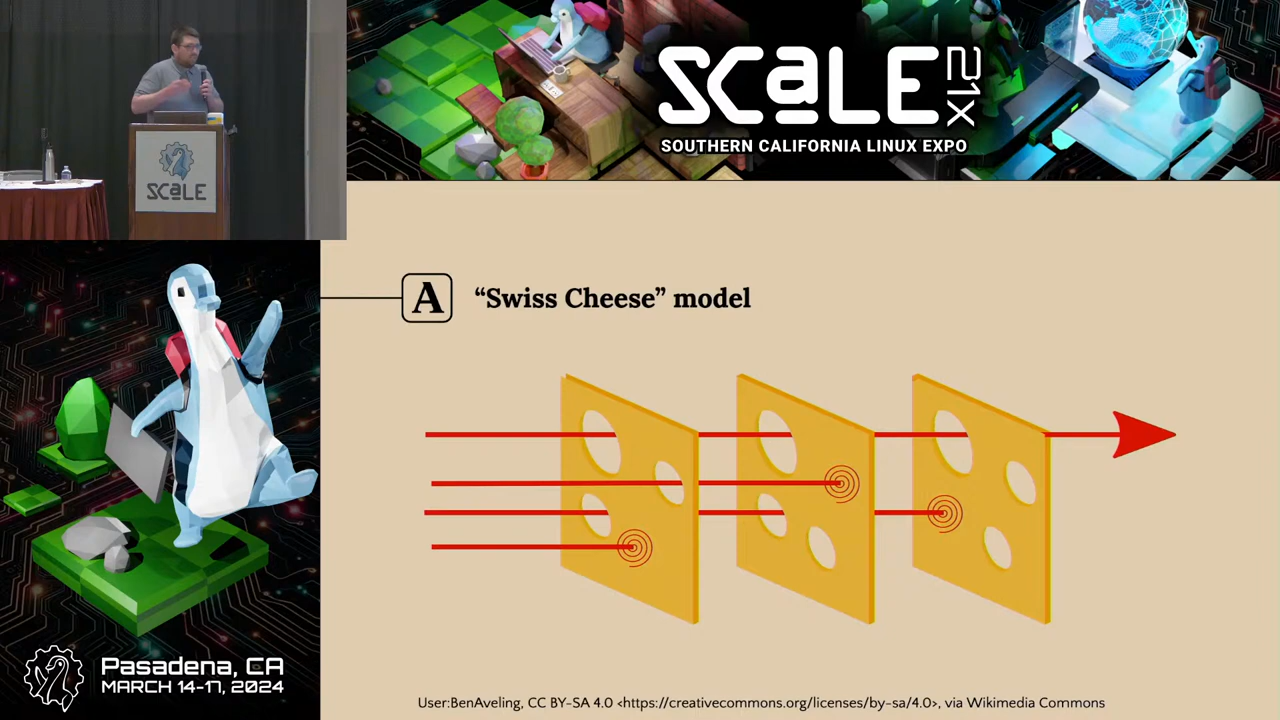 SCaLE 21x
SOUTHERN CALIFORNIA LINUX EXPO
SCaLE
A "Swiss Cheese" model
Pasadena, CA
MARCH 14-17, 2024
User:BenAveling, CC BY-SA 4.0 <https://creativecommons.org/licenses/by-sa/4.0>, via Wikimedia Commons